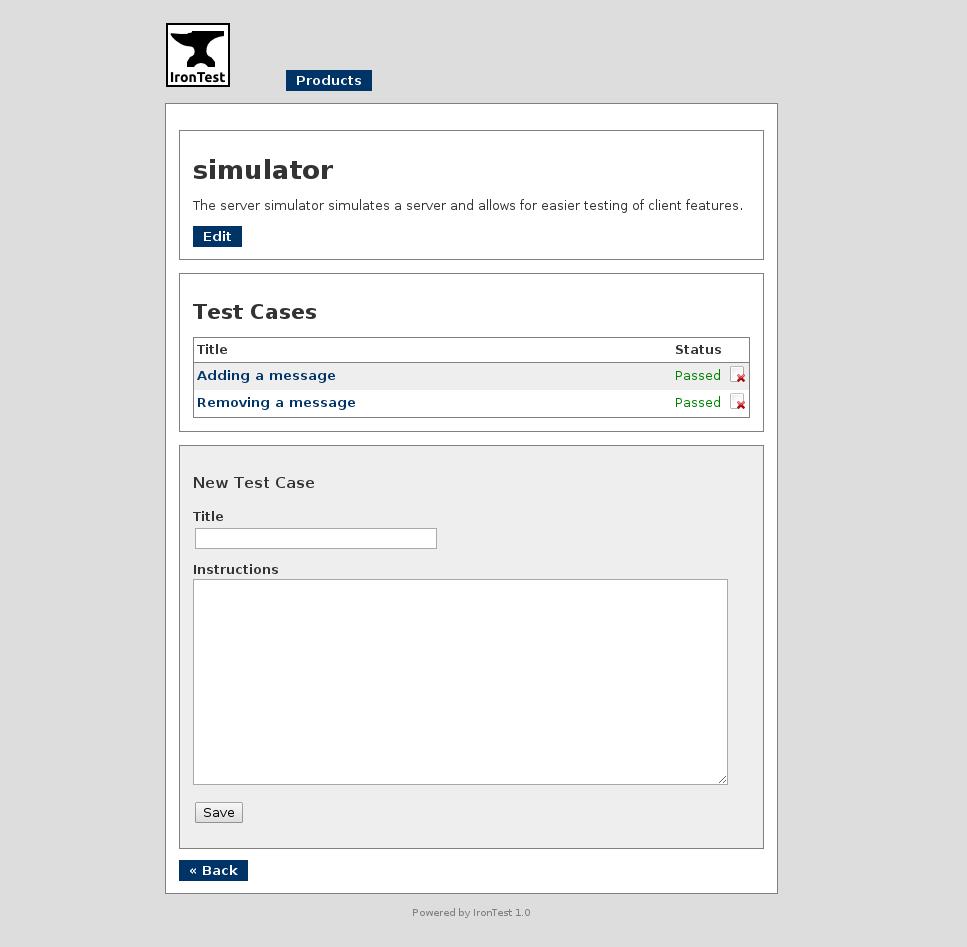 IronTest
Products
simulator
The server simulator simulates a server and allows for easier testing of client features.
Edit
Test Cases
Title Status
Adding a message Passed
Removing a message Passed
New Test Case
Title
Instructions
Save
« Back
Powered by IronTest 1.0